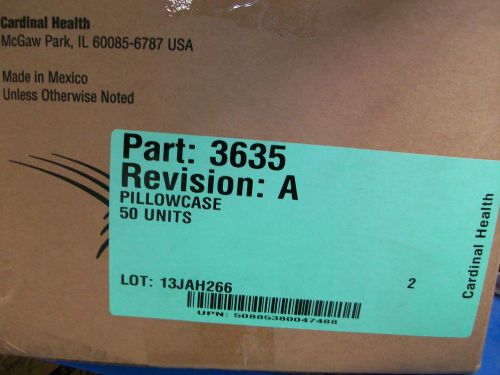 Cardinal Health
McGaw Park, IL 60085-6787 USA
Made in Mexico
Unless Otherwise Noted
Part: 3635
Revision: A
PILLOWCASE
50 UNITS
LOT: 13JAH266
2
UPN: 50885380047488
Cardinal Health